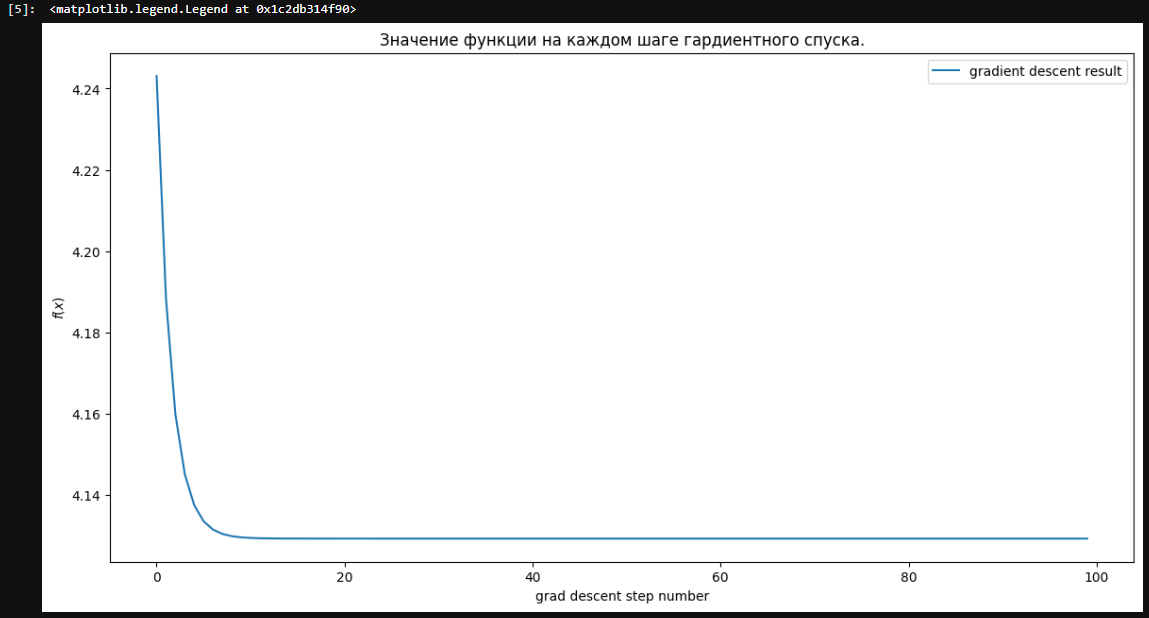 [5]: <matplotlib.legend.Legend at 0x1c2db314f90>
Значение функции на каждом шаге гардиентного спуска.
gradient descent result
4.24
4.22
4.20
4.18
4.16
4.14
f(x)
0 20 40 60 80 100
grad descent step number